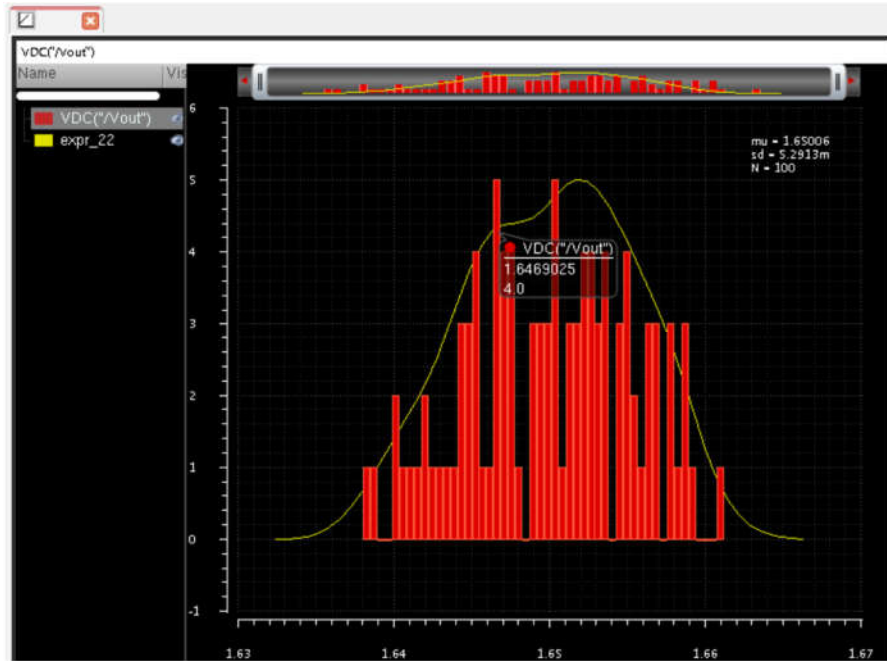 VDC("/Vout")
Name Vis
VDC("/Vout")
expr_22
mu = 1.65006
sd = 5.2913m
N = 100
VDC("/Vout")
1.6469025
4.0
6
5
4
3
2
1
0
-1
1.63 1.64 1.65 1.66 1.67